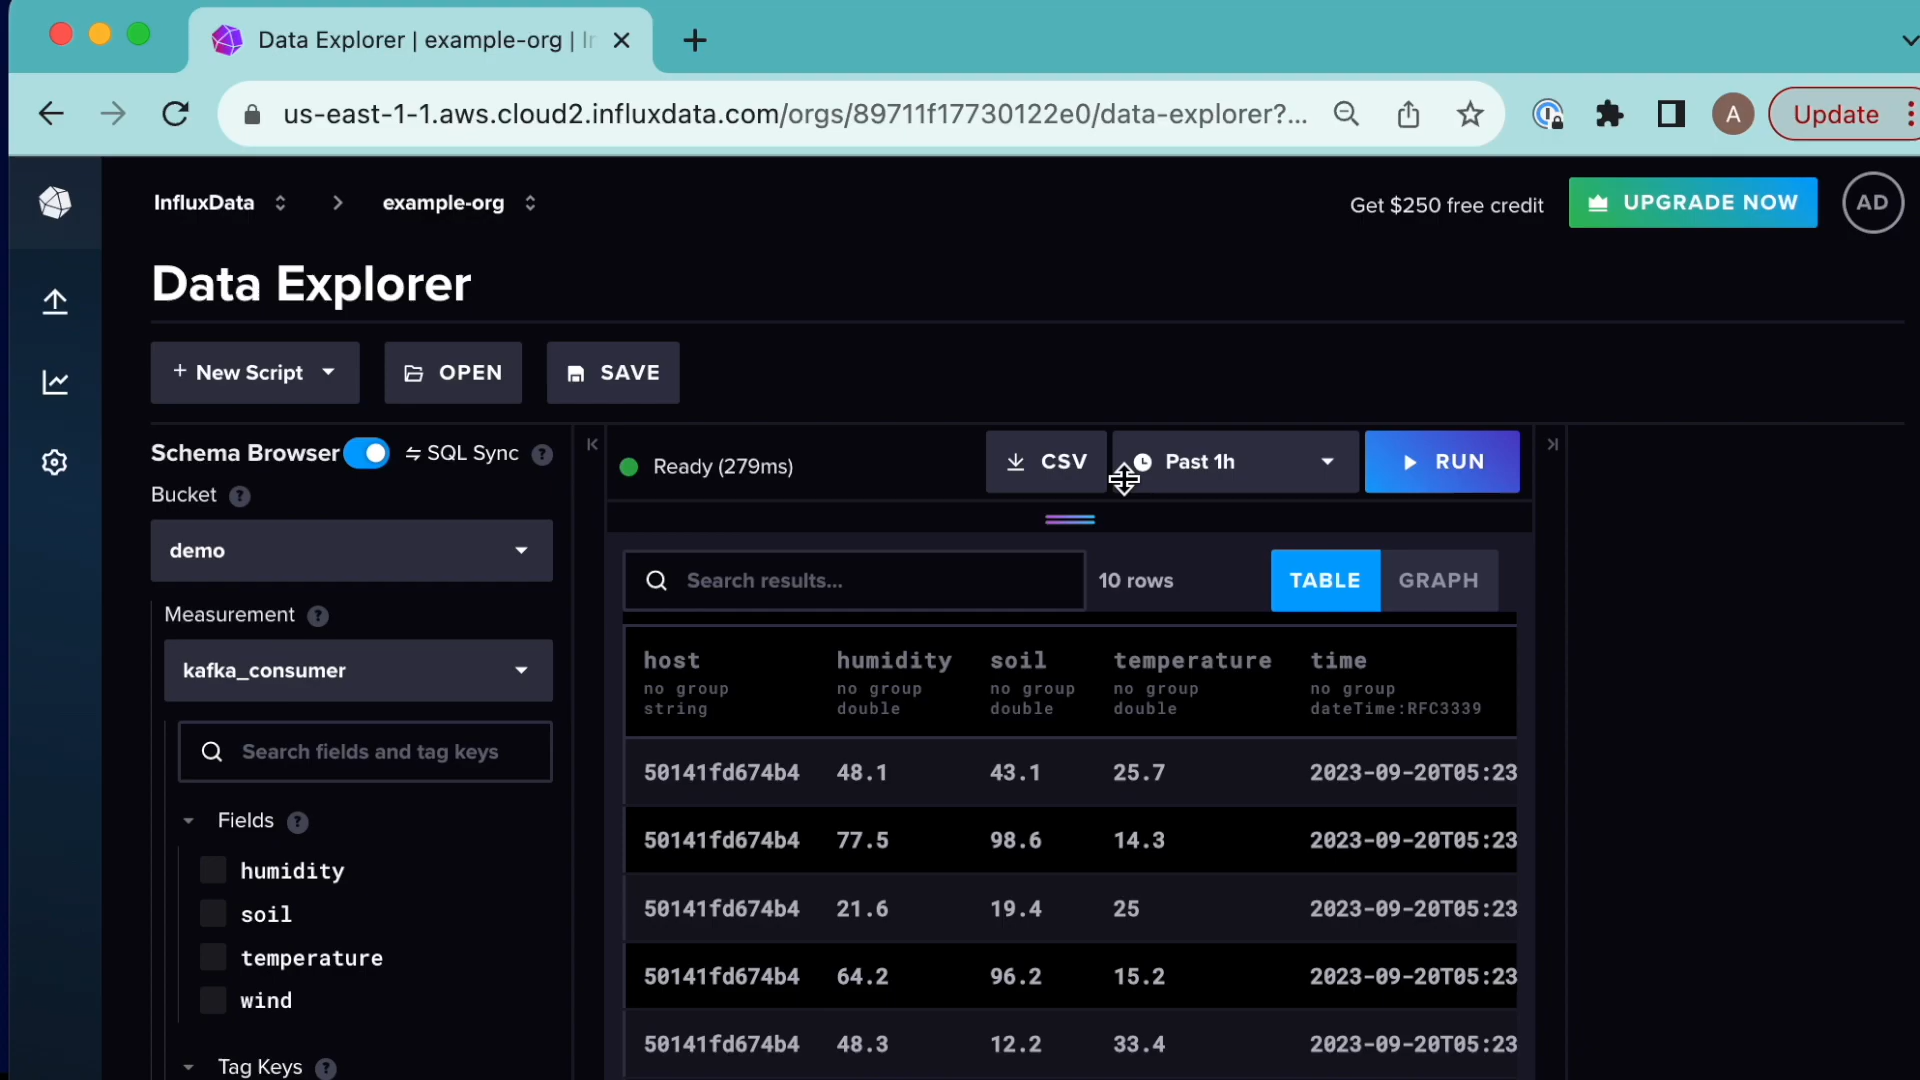 Data Explorer | example-org |
us-east-1-1.aws.cloud2.influxdata.com/orgs/89711f17730122e0/data-explorer?...
A
Update
InfluxData
example-org
Get $250 free credit
UPGRADE NOW
AD
Data Explorer
+ New Script
OPEN
SAVE
Schema Browser
SQL Sync ?
Bucket ?
demo
Measurement ?
kafka_consumer
Search fields and tag keys
Fields ?
humidity
soil
temperature
wind
Tag Keys ?
Ready (279ms)
CSV
Past 1h
RUN
Search results...
10 rows
TABLE
GRAPH
host humidity soil temperature time
no group no group no group no group no group
string double double double dateTime:RFC3339
50141fd674b4 48.1 43.1 25.7 2023-09-20T05:23
50141fd674b4 77.5 98.6 14.3 2023-09-20T05:23
50141fd674b4 21.6 19.4 25 2023-09-20T05:23
50141fd674b4 64.2 96.2 15.2 2023-09-20T05:23
50141fd674b4 48.3 12.2 33.4 2023-09-20T05:23